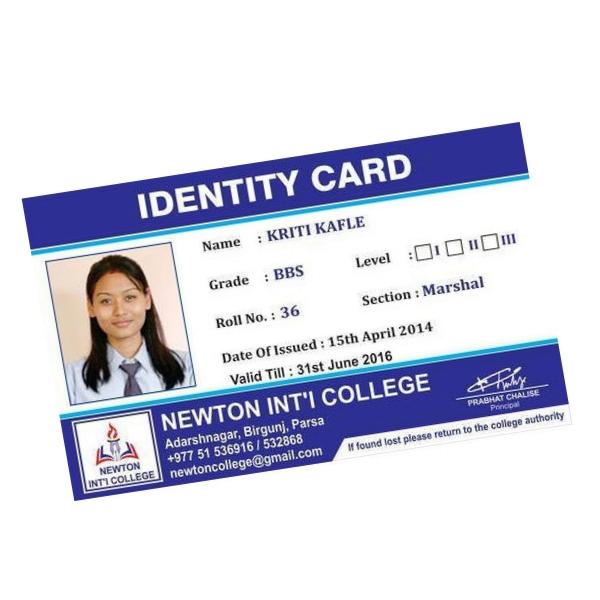 IDENTITY CARD
Name : KRITI KAFLE
Grade : BBS
Level : I II III
Roll No. : 36
Section : Marshal
Date Of Issued : 15th April 2014
Valid Till : 31st June 2016
PRABHAT CHALISE
Principal
NEWTON INT'L COLLEGE
Adarshnagar, Birgunj, Parsa
+977 51 536916 / 532868
newtoncollege@gmail.com
If found lost please return to the college authority
NEWTON
INT'L COLLEGE